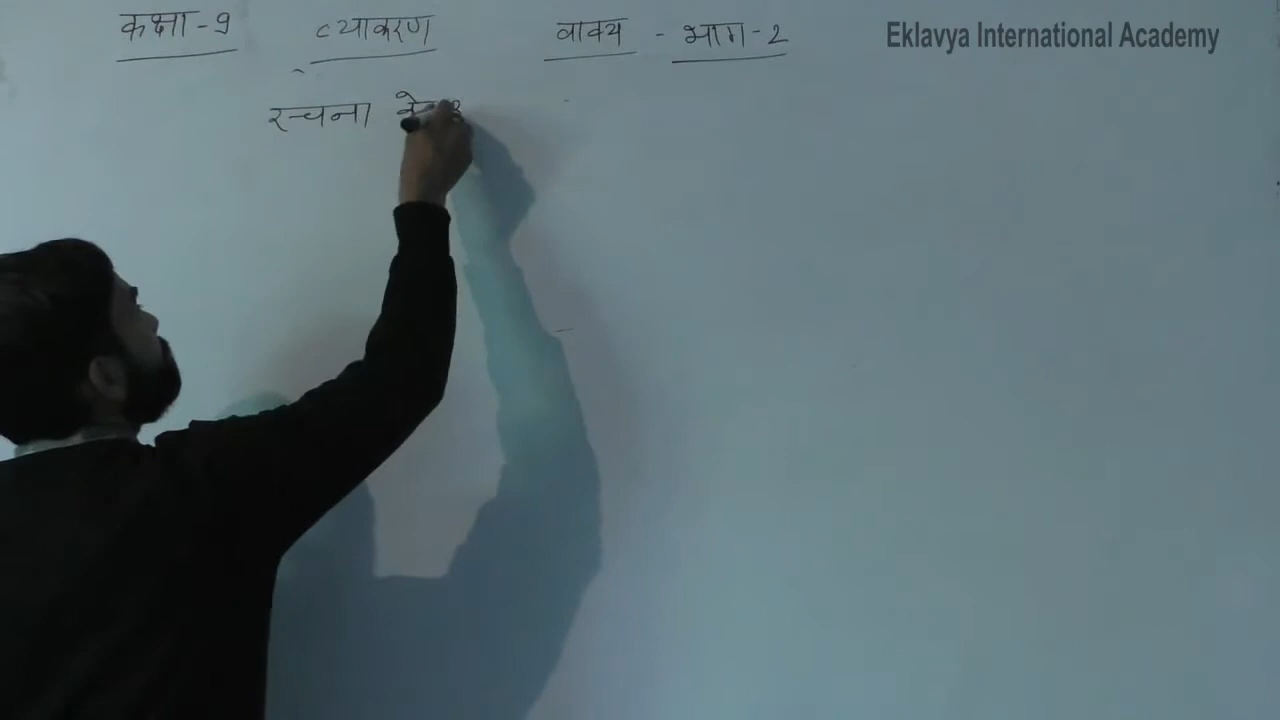 कक्षा - 9 व्याकरण वाक्य - भाग - 2 Eklavya International Academy
रचना के